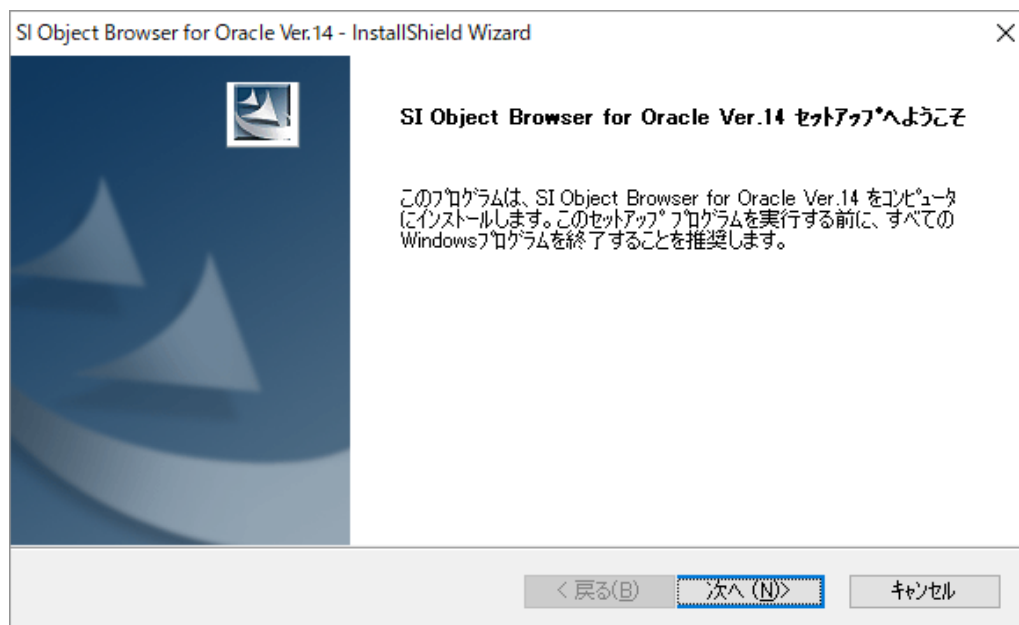 SI Object Browser for Oracle Ver.14 - InstallShield Wizard
SI Object Browser for Oracle Ver.14 ｾｯﾄｱｯﾌﾟへようこそ
このﾌﾟﾛｸﾞﾗﾑは、SI Object Browser for Oracle Ver.14 をｺﾝﾋﾟｭｰﾀ
にｲﾝｽﾄｰﾙします。このｾｯﾄｱｯﾌﾟ ﾌﾟﾛｸﾞﾗﾑを実行する前に、すべての
Windowsﾌﾟﾛｸﾞﾗﾑを終了することを推奨します。
< 戻る(B)
次へ (N)>
ｷｬﾝｾﾙ